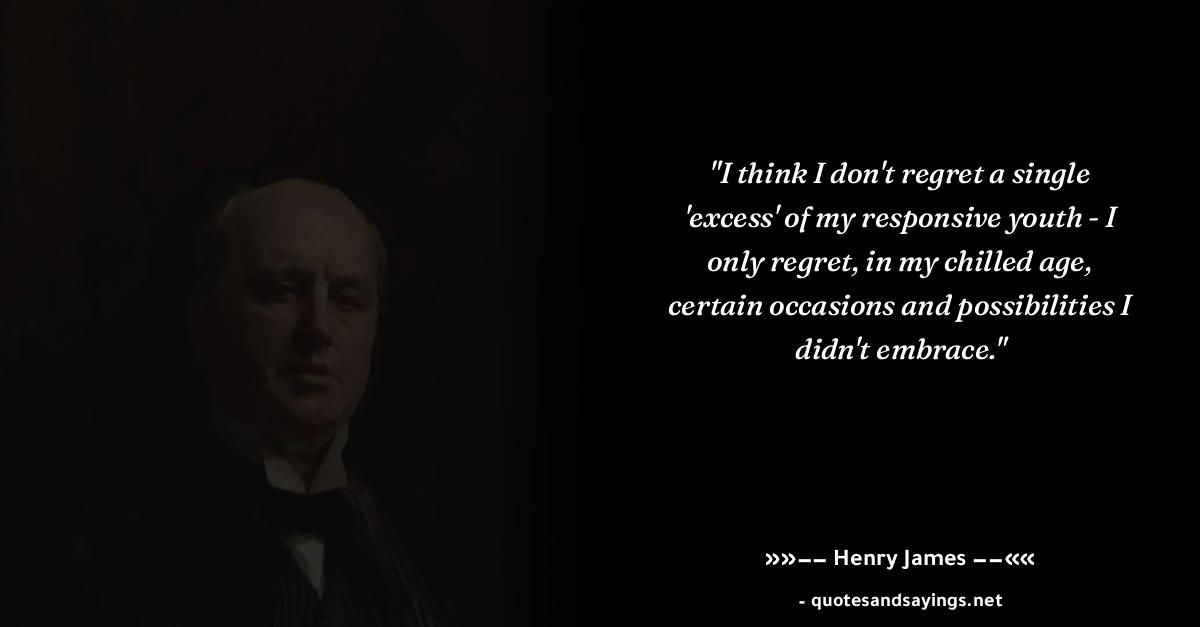 "I think I don't regret a single
'excess' of my responsive youth - I
only regret, in my chilled age,
certain occasions and possibilities I
didn't embrace."
»»−− Henry James −−««
- quotesandsayings.net